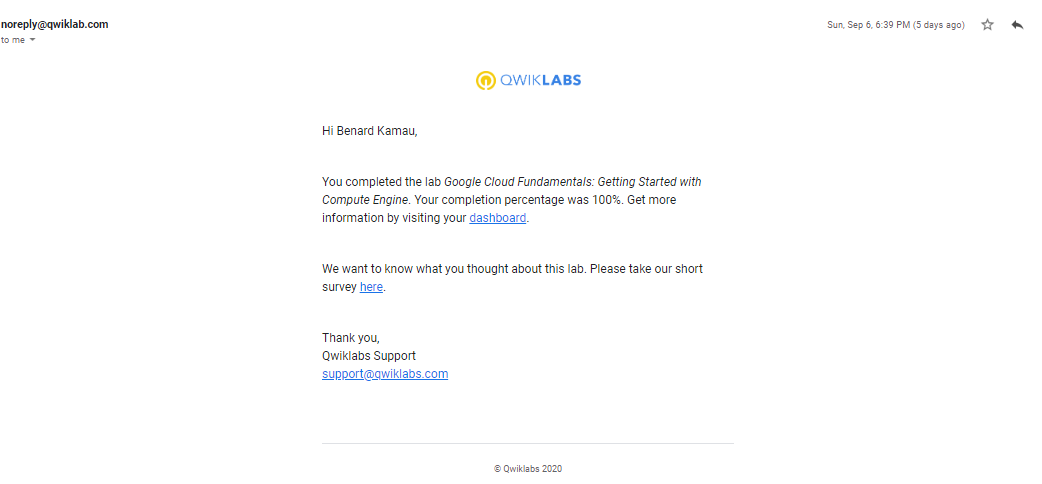 noreply@qwiklab.com
Sun, Sep 6, 6:39 PM (5 days ago)
to me
QWIKLABS
Hi Benard Kamau,
You completed the lab Google Cloud Fundamentals: Getting Started with
Compute Engine. Your completion percentage was 100%. Get more
information by visiting your dashboard.
We want to know what you thought about this lab. Please take our short
survey here.
Thank you,
Qwiklabs Support
support@qwiklabs.com
© Qwiklabs 2020